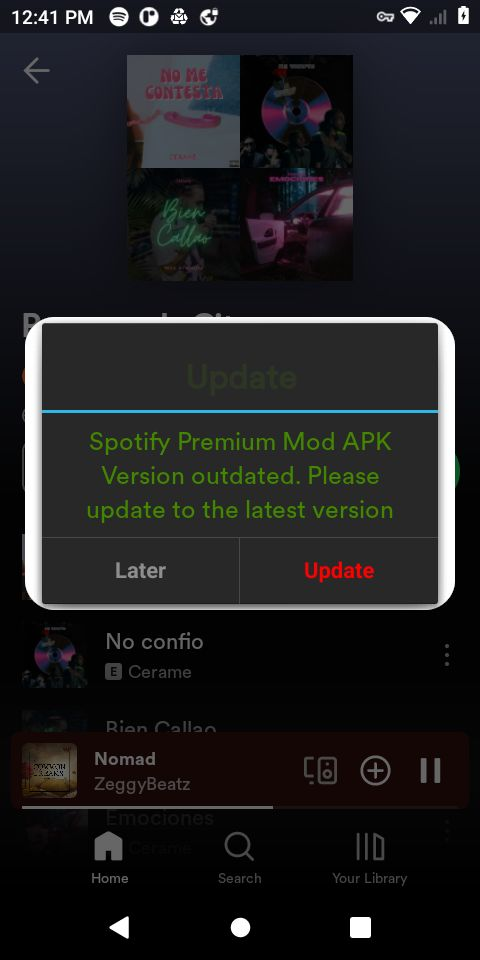 12:41 PM
NO ME
CONTESTA
CERAME
EMOCIONES
Bien
Callao
Update
Spotify Premium Mod APK
Version outdated. Please
update to the latest version
Later
Update
No confio
E Cerame
Bien Callao
Nomad
ZeggyBeatz
Emociones
Cerame
Home
Search
Your Library